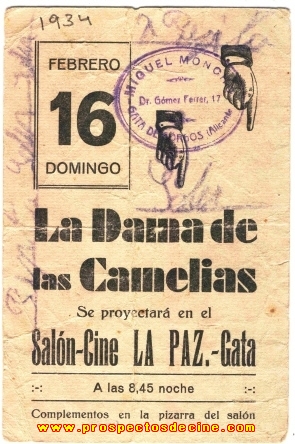 1934
FEBRERO
16
DOMINGO
MIGUEL MONC
Dr. Gómez Ferrer, 17
GATA DE GORGOS (Alicante)
La Dama de
las Camelias
Se proyectará en el
Salón-Cine LA PAZ.-Gata
:-: A las 8,45 noche :-:
Complementos en la pizarra del salón
www.prospectosdecine.com